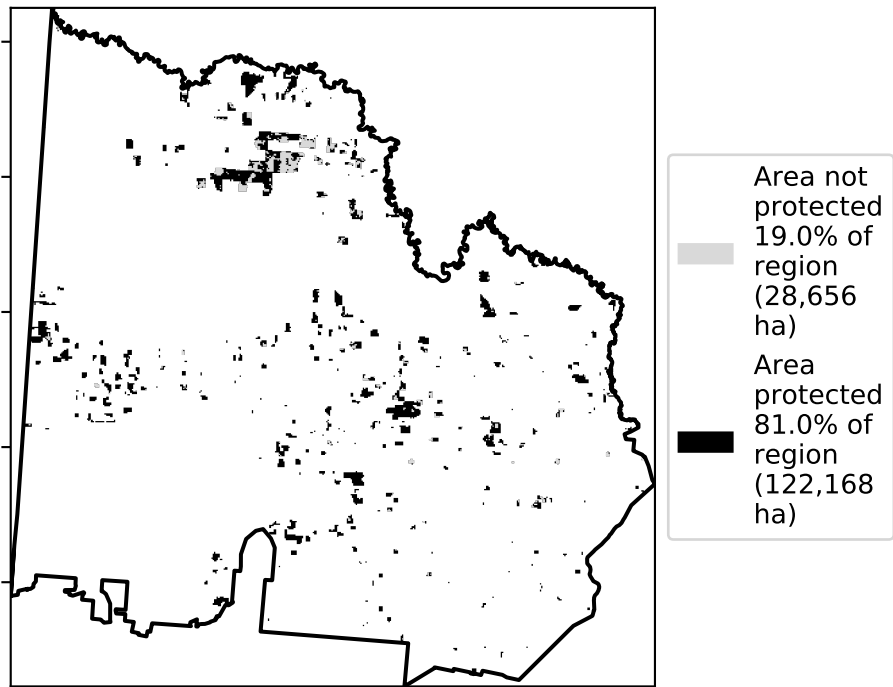 Area not
protected
19.0% of
region
(28,656
ha)
Area
protected
81.0% of
region
(122,168
ha)